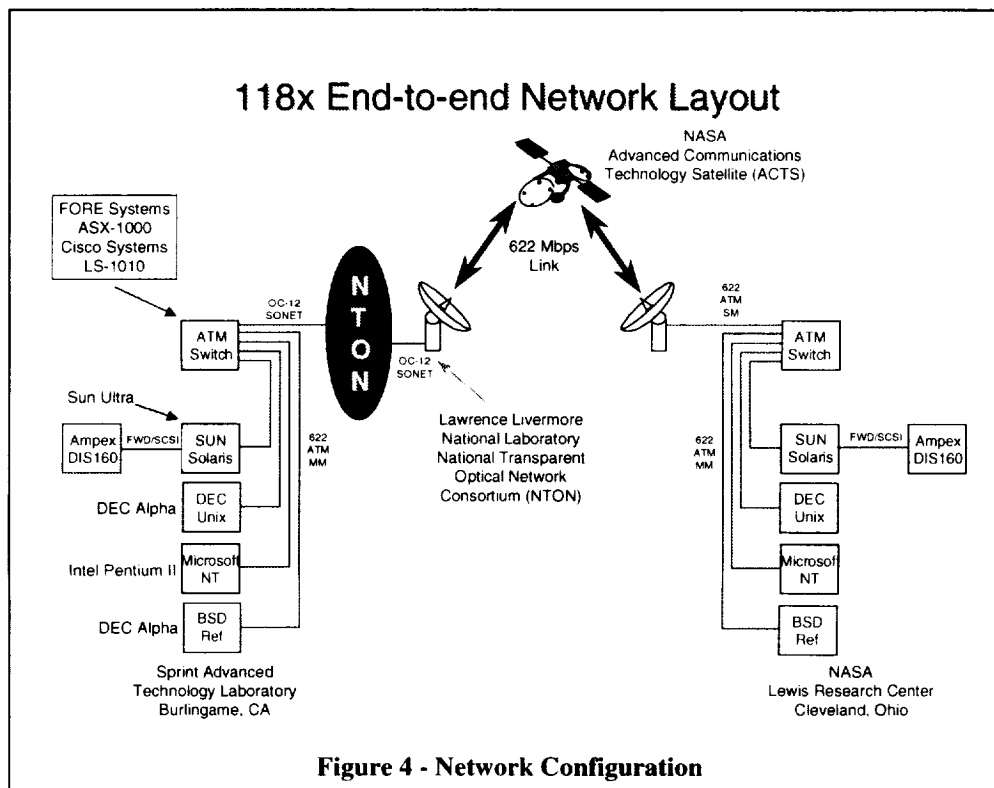 118x End-to-end Network Layout
NASA
Advanced Communications
Technology Satellite (ACTS)
FORE Systems
ASX-1000
Cisco Systems
LS-1010
622 Mbps
Link
NTON
OC-12
SONET
OC-12
SONET
622
ATM
SM
ATM
Switch
ATM
Switch
Lawrence Livermore
National Laboratory
National Transparent
Optical Network
Consortium (NTON)
Sun Ultra
Ampex
DIS160
FWD/SCSI
SUN
Solaris
622
ATM
MM
622
ATM
MM
SUN
Solaris
FWD/SCSI
Ampex
DIS160
DEC Alpha
DEC
Unix
DEC
Unix
Intel Pentium II
Microsoft
NT
Microsoft
NT
DEC Alpha
BSD
Ref
BSD
Ref
Sprint Advanced
Technology Laboratory
Burlingame, CA
NASA
Lewis Research Center
Cleveland, Ohio
Figure 4 - Network Configuration